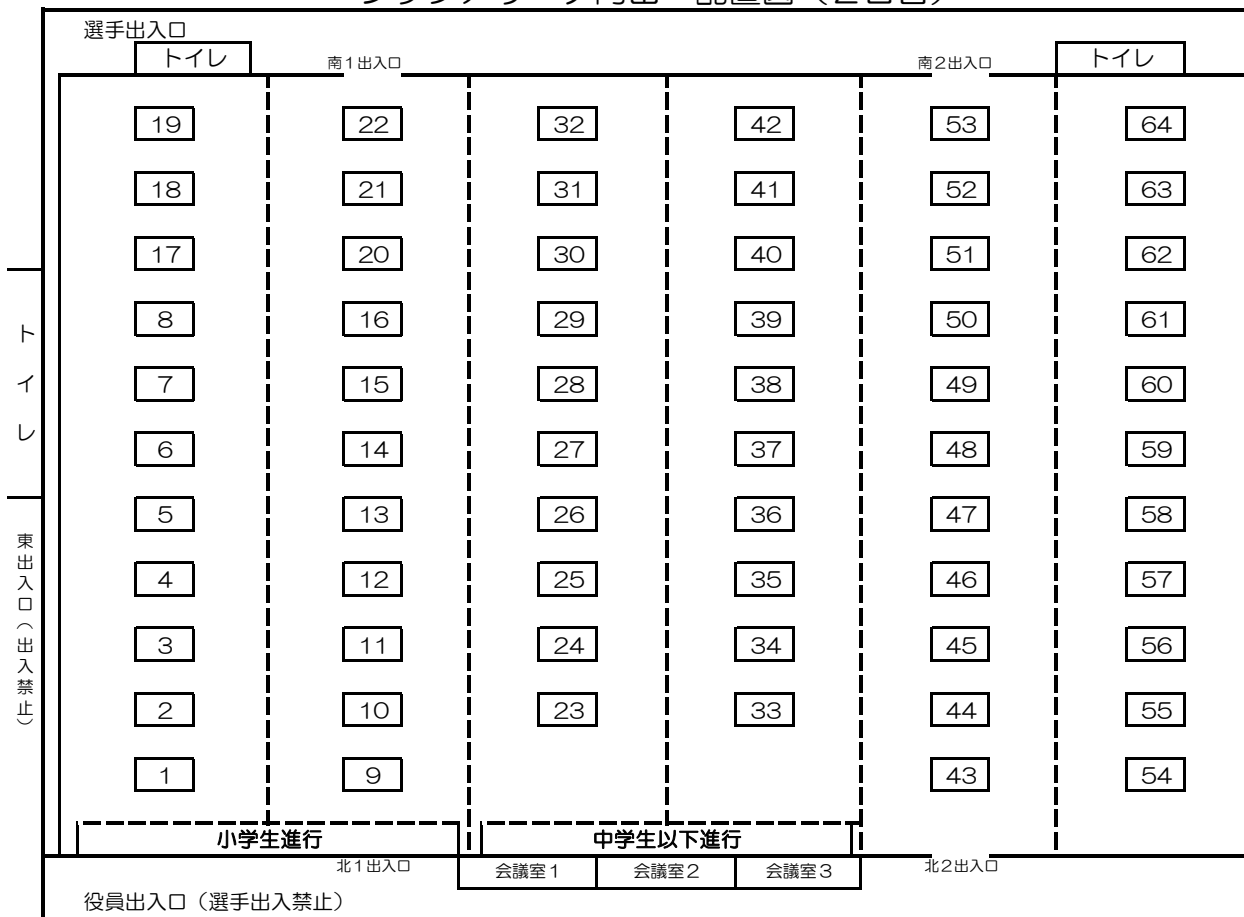 選手出入口
トイレ 南1出入口 南2出入口 トイレ
19 22 32 42 53 64
18 21 31 41 52 63
17 20 30 40 51 62
8 16 29 39 50 61
7 15 28 38 49 60
6 14 27 37 48 59
5 13 26 36 47 58
4 12 25 35 46 57
3 11 24 34 45 56
2 10 23 33 44 55
1 9 43 54
トイレ
東出入口(出入禁止)
小学生進行 中学生以下進行
北1出入口 会議室1 会議室2 会議室3 北2出入口
役員出入口(選手出入禁止)